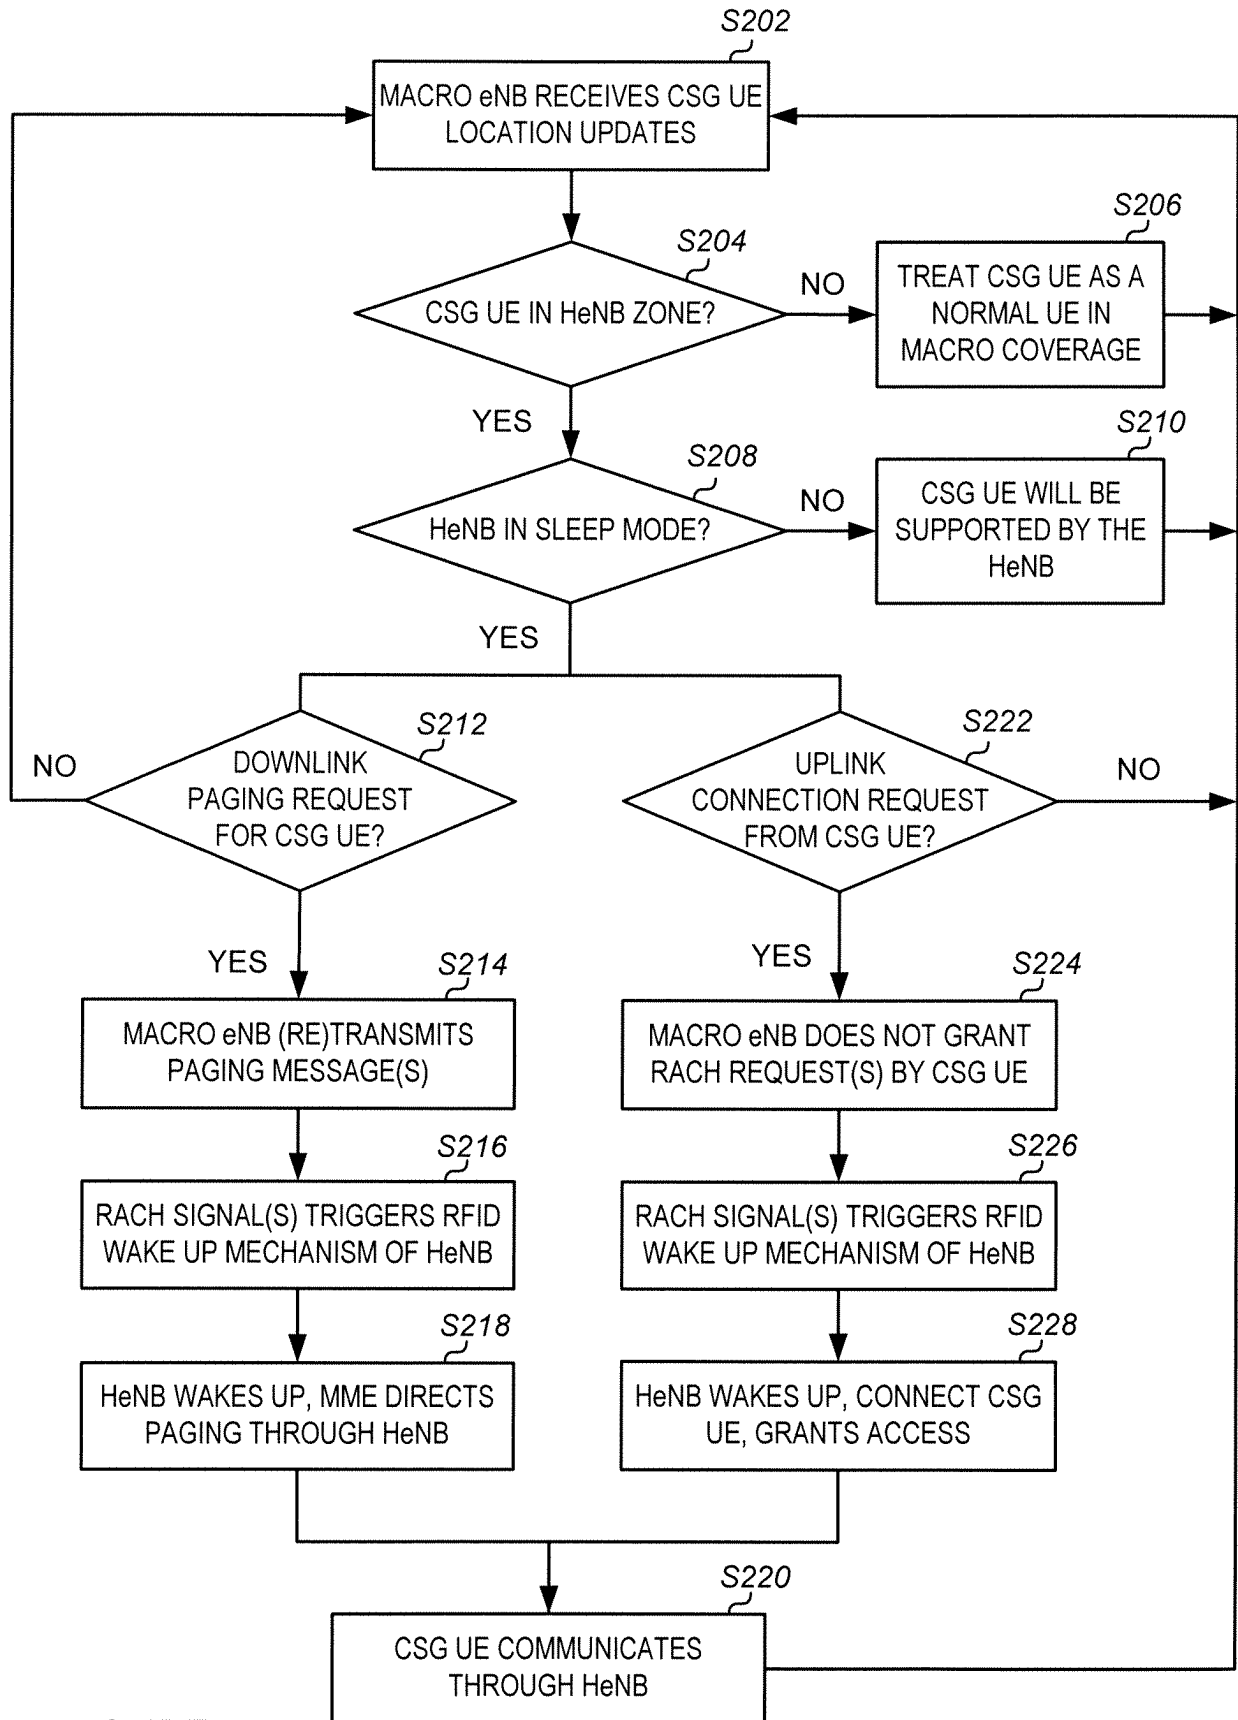 S202
MACRO eNB RECEIVES CSG UE
LOCATION UPDATES
S204
CSG UE IN HeNB ZONE?
NO
S206
TREAT CSG UE AS A
NORMAL UE IN
MACRO COVERAGE
YES
S208
HeNB IN SLEEP MODE?
NO
S210
CSG UE WILL BE
SUPPORTED BY THE
HeNB
YES
S212
DOWNLINK
PAGING REQUEST
FOR CSG UE?
NO
S222
UPLINK
CONNECTION REQUEST
FROM CSG UE?
NO
YES
S214
MACRO eNB (RE)TRANSMITS
PAGING MESSAGE(S)
YES
S224
MACRO eNB DOES NOT GRANT
RACH REQUEST(S) BY CSG UE
S216
RACH SIGNAL(S) TRIGGERS RFID
WAKE UP MECHANISM OF HeNB
S226
RACH SIGNAL(S) TRIGGERS RFID
WAKE UP MECHANISM OF HeNB
S218
HeNB WAKES UP, MME DIRECTS
PAGING THROUGH HeNB
S228
HeNB WAKES UP, CONNECT CSG
UE, GRANTS ACCESS
S220
CSG UE COMMUNICATES
THROUGH HeNB